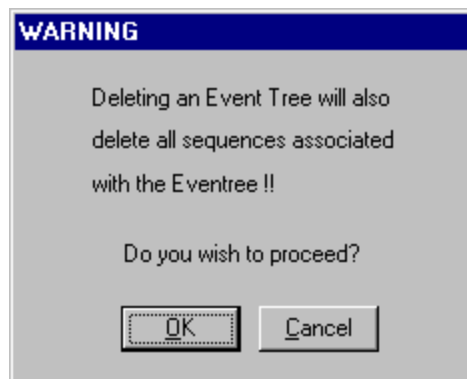 WARNING
Deleting an Event Tree will also
delete all sequences associated
with the Eventree !!
Do you wish to proceed?
OK
Cancel